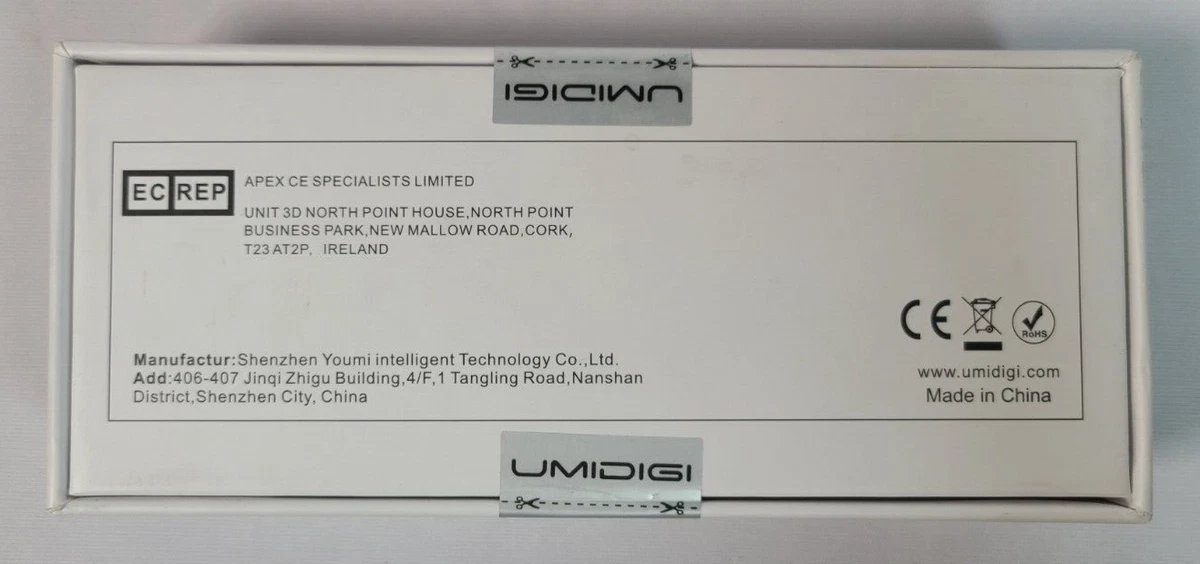 UMIDIGI
EC REP
APEX CE SPECIALISTS LIMITED
UNIT 3D NORTH POINT HOUSE,NORTH POINT
BUSINESS PARK,NEW MALLOW ROAD,CORK,
T23 AT2P, IRELAND
Manufactur:Shenzhen Youmi intelligent Technology Co.,Ltd.
Add:406-407 Jinqi Zhigu Building,4/F,1 Tangling Road,Nanshan
District,Shenzhen City, China
CE
RoHS
www.umidigi.com
Made in China
UMIDIGI